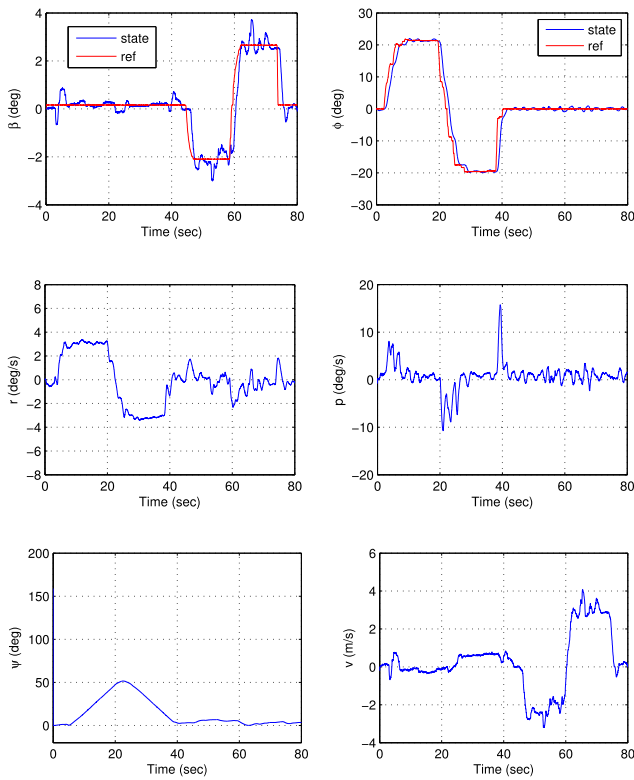 4
2
0
−2
−4
0 20 40 60 80
β (deg)
Time (sec)
state
ref
30
20
10
0
−10
−20
−30
0 20 40 60 80
ϕ (deg)
Time (sec)
state
ref
8
6
4
2
0
−2
−4
−6
−8
0 20 40 60 80
r (deg/s)
Time (sec)
20
10
0
−10
−20
0 20 40 60 80
p (deg/s)
Time (sec)
200
150
100
50
0
0 20 40 60 80
ψ (deg)
Time (sec)
6
4
2
0
−2
−4
0 20 40 60 80
v (m/s)
Time (sec)